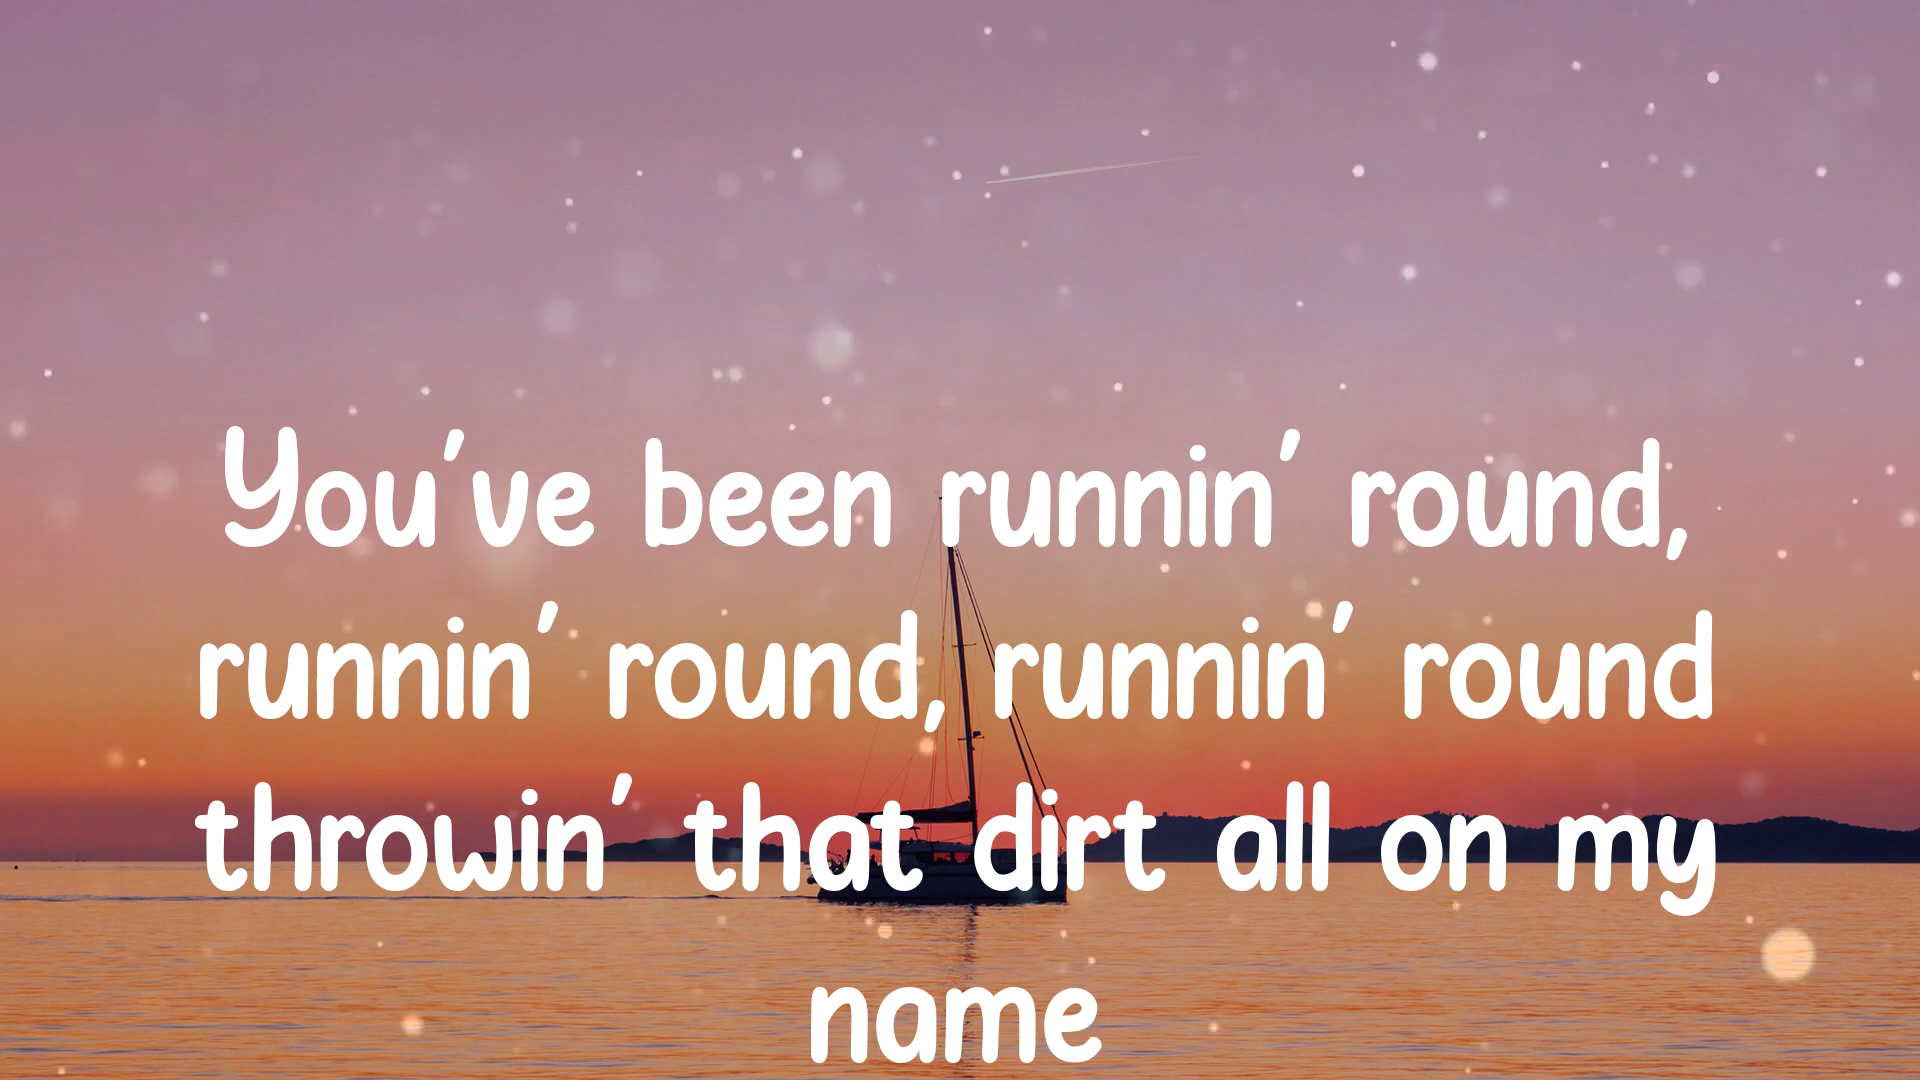 You've been runnin' round,
runnin' round, runnin' round
throwin' that dirt all on my
name